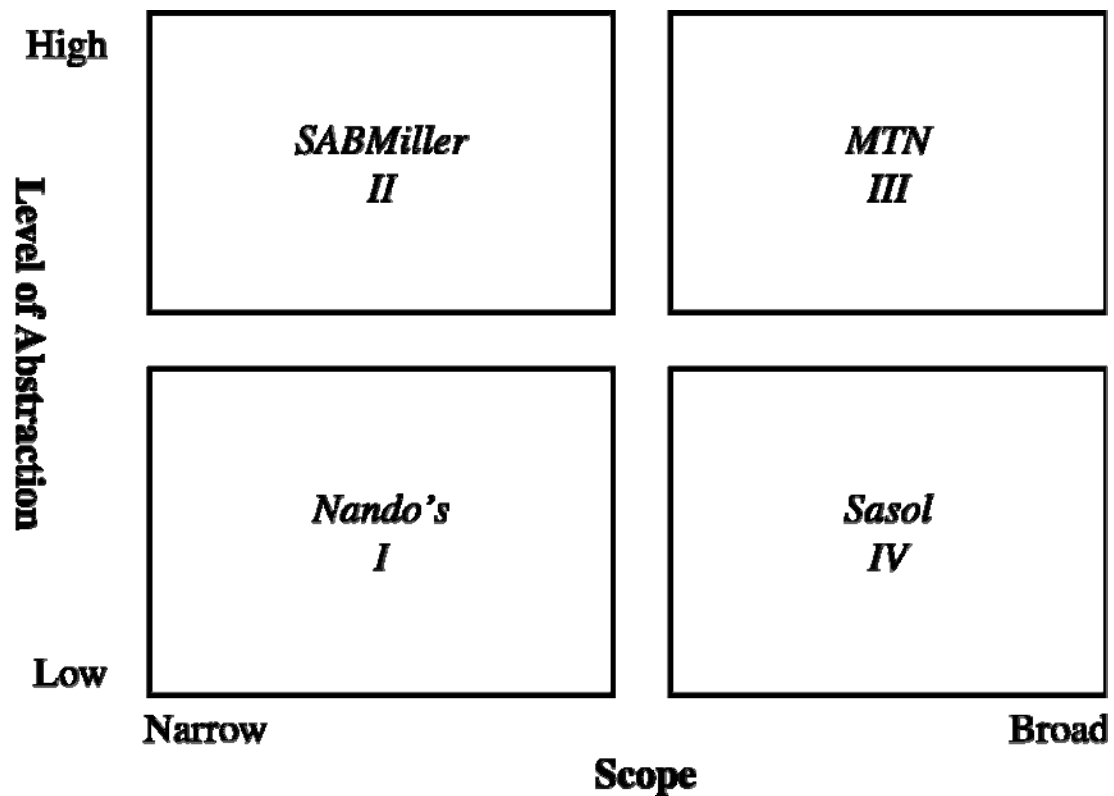 High
SABMiller
II
MTN
III
Level of Abstraction
Nando's
I
Sasol
IV
Low
Narrow
Broad
Scope